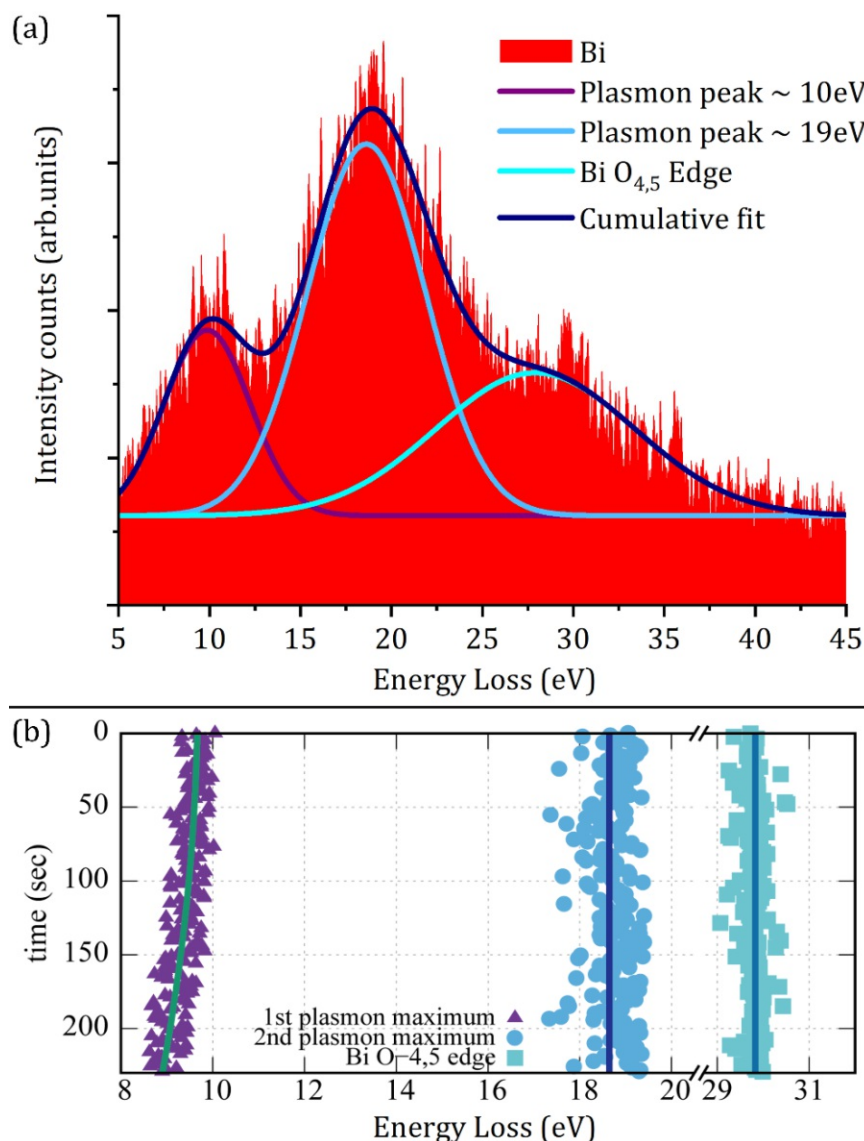 (a)
Bi
Plasmon peak ~ 10eV
Plasmon peak ~ 19eV
Bi O4,5 Edge
Cumulative fit
Intensity counts (arb.units)
5 10 15 20 25 30 35 40 45
Energy Loss (eV)
(b)
0
50
100
150
200
time (sec)
1st plasmon maximum
2nd plasmon maximum
Bi O−4,5 edge
8 10 12 14 16 18 20 29 31
Energy Loss (eV)